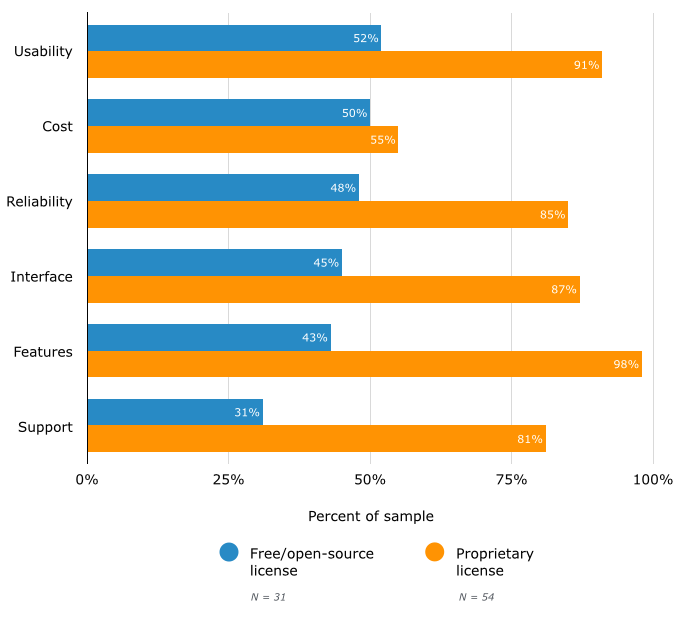 Usability
52%
91%
Cost
50%
55%
Reliability
48%
85%
Interface
45%
87%
Features
43%
98%
Support
31%
81%
0%
25%
50%
75%
100%
Percent of sample
Free/open-source
license
N = 31
Proprietary
license
N = 54